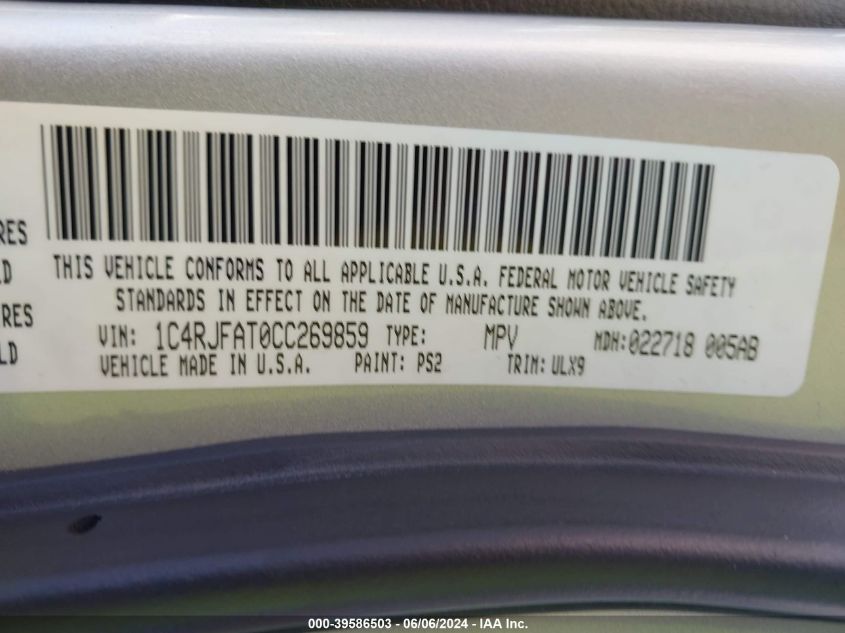 RES
LD
RES
LD
THIS VEHICLE CONFORMS TO ALL APPLICABLE U.S.A. FEDERAL MOTOR VEHICLE SAFETY
STANDARDS IN EFFECT ON THE DATE OF MANUFACTURE SHOWN ABOVE.
VIN: 1C4RJFAT0CC269859 TYPE: MPV MDH:022718 005AB
VEHICLE MADE IN U.S.A. PAINT: PS2 TRIM: ULX9
000-39586503 - 06/06/2024 - IAA Inc.